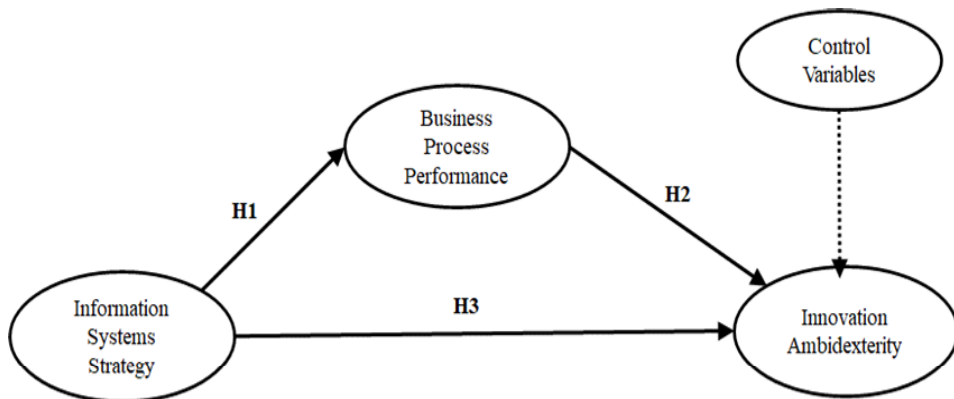 Control
Variables
Business
Process
Performance
H1
H2
H3
Information
Systems
Strategy
Innovation
Ambidexterity